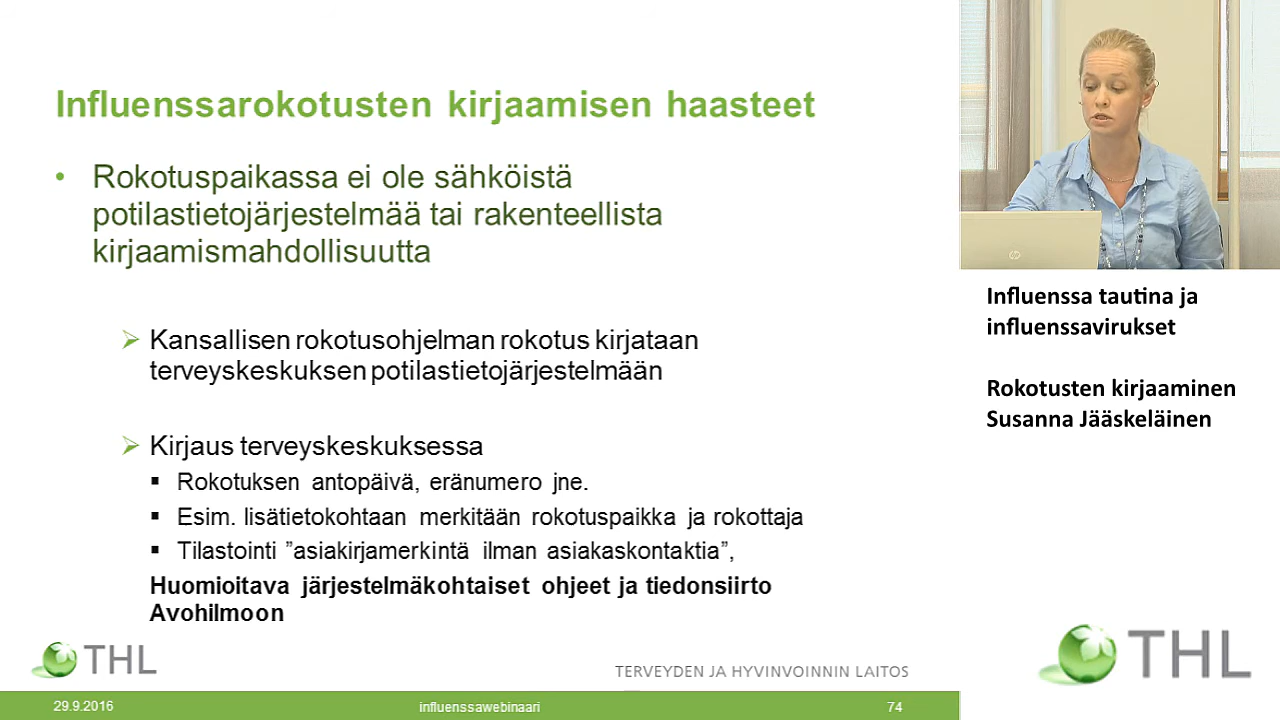 Influenssarokotusten kirjaamisen haasteet
• Rokotuspaikassa ei ole sähköistä
potilastietojärjestelmää tai rakenteellista
kirjaamismahdollisuutta
➢ Kansallisen rokotusohjelman rokotus kirjataan
terveyskeskuksen potilastietojärjestelmään
➢ Kirjaus terveyskeskuksessa
▪ Rokotuksen antopäivä, eränumero jne.
▪ Esim. lisätietokohtaan merkitään rokotuspaikka ja rokottaja
▪ Tilastointi ”asiakirjamerkintä ilman asiakaskontaktia”,
Huomioitava järjestelmäkohtaiset ohjeet ja tiedonsiirto
Avohilmoon
THL
TERVEYDEN JA HYVINVOINNIN LAITOS
29.9.2016
influenssawebinaari
74
hp
Influenssa tautina ja
influenssavirukset
Rokotusten kirjaaminen
Susanna Jääskeläinen
THL